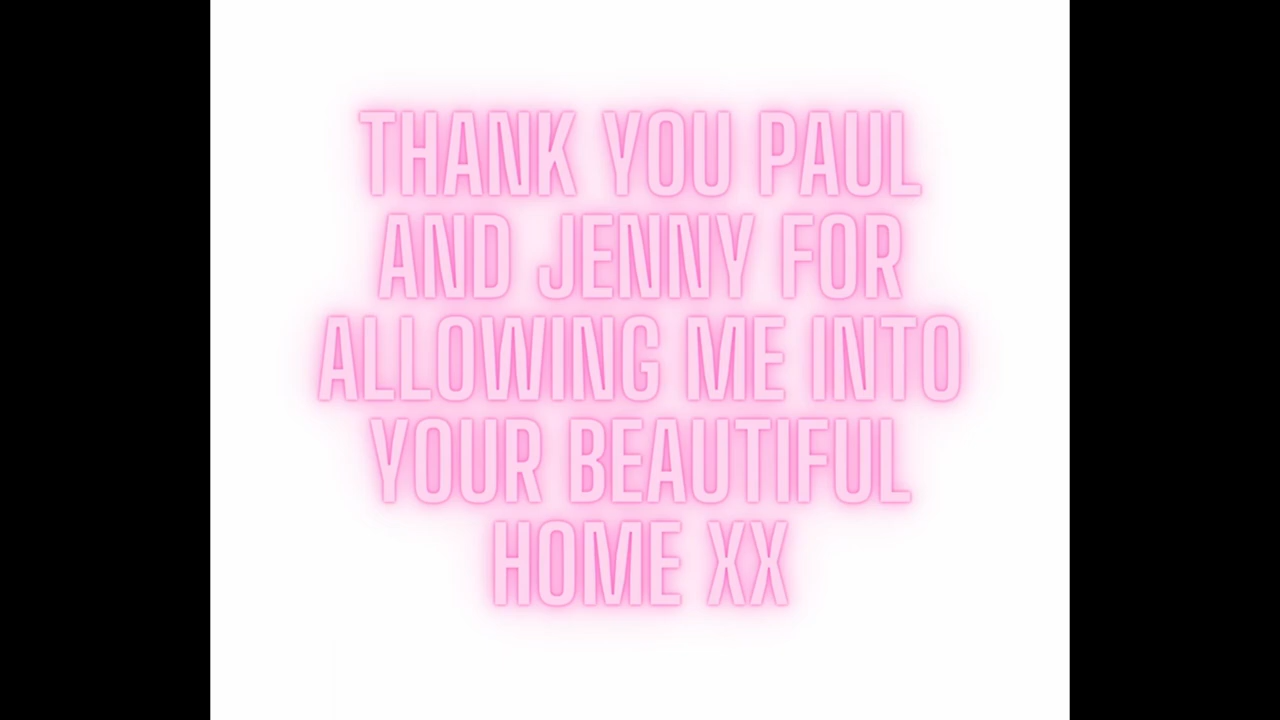 THANK YOU PAUL
AND JENNY FOR
ALLOWING ME INTO
YOUR BEAUTIFUL
HOME XX